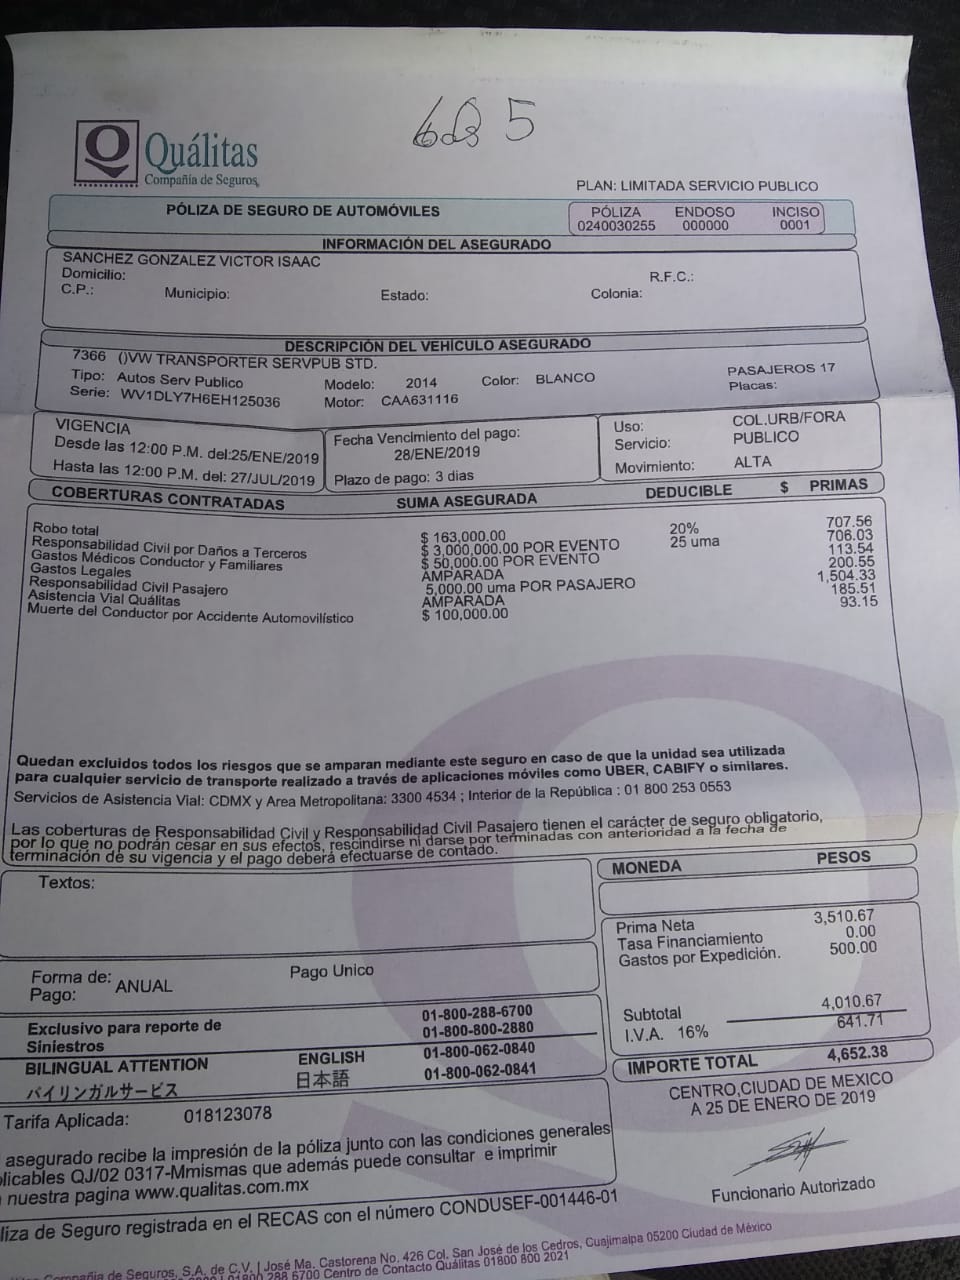 5
Quálitas
Compañía de Seguros,
PLAN: LIMITADA SERVICIO PUBLICO
PÓLIZA DE SEGURO DE AUTOMÓVILES
PÓLIZA ENDOSO INCISO
0240030255 000000 0001
INFORMACIÓN DEL ASEGURADO
SANCHEZ GONZALEZ VICTOR ISAAC
Domicilio: R.F.C.:
C.P.: Municipio: Estado: Colonia:
DESCRIPCIÓN DEL VEHÍCULO ASEGURADO
7366 ()VW TRANSPORTER SERVPUB STD. PASAJEROS 17
Tipo: Autos Serv Publico Modelo: 2014 Color: BLANCO Placas:
Serie: WV1DLY7H6EH125036 Motor: CAA631116
VIGENCIA
Desde las 12:00 P.M. del:25/ENE/2019
Hasta las 12:00 P.M. del: 27/JUL/2019
Fecha Vencimiento del pago:
28/ENE/2019
Plazo de pago: 3 dias
Uso: COL.URB/FORA
Servicio: PUBLICO
Movimiento: ALTA
COBERTURAS CONTRATADAS SUMA ASEGURADA DEDUCIBLE $ PRIMAS
Robo total $ 163,000.00 20% 707.56
Responsabilidad Civil por Daños a Terceros $ 3,000,000.00 POR EVENTO 25 uma 706.03
Gastos Médicos Conductor y Familiares $ 50,000.00 POR EVENTO 113.54
Gastos Legales AMPARADA 200.55
Responsabilidad Civil Pasajero 5,000.00 uma POR PASAJERO 1,504.33
Asistencia Vial Quálitas AMPARADA 185.51
Muerte del Conductor por Accidente Automovilístico $ 100,000.00 93.15
Quedan excluidos todos los riesgos que se amparan mediante este seguro en caso de que la unidad sea utilizada
para cualquier servicio de transporte realizado a través de aplicaciones móviles como UBER, CABIFY o similares.
Servicios de Asistencia Vial: CDMX y Area Metropolitana: 3300 4534 ; Interior de la República : 01 800 253 0553
Las coberturas de Responsabilidad Civil y Responsabilidad Civil Pasajero tienen el carácter de seguro obligatorio,
por lo que no podrán cesar en sus efectos, rescindirse ni darse por terminadas con anterioridad a la fecha de
terminación de su vigencia y el pago deberá efectuarse de contado.
Textos:
MONEDA PESOS
Prima Neta 3,510.67
Tasa Financiamiento 0.00
Gastos por Expedición. 500.00
Subtotal 4,010.67
I.V.A. 16% 641.71
IMPORTE TOTAL 4,652.38
Forma de: ANUAL Pago Unico
Pago:
Exclusivo para reporte de 01-800-288-6700
Siniestros 01-800-800-2880
BILINGUAL ATTENTION ENGLISH 01-800-062-0840
バイリンガルサービス 日本語 01-800-062-0841
Tarifa Aplicada: 018123078
CENTRO,CIUDAD DE MEXICO
A 25 DE ENERO DE 2019
asegurado recibe la impresión de la póliza junto con las condiciones generales
plicables QJ/02 0317-Mmismas que además puede consultar e imprimir
nuestra pagina www.qualitas.com.mx
Funcionario Autorizado
liza de Seguro registrada en el RECAS con el número CONDUSEF-001446-01
Compañía de Seguros, S.A. de C.V. | José Ma. Castorena No. 426 Col. San José de los Cedros, Cuajimalpa 05200 Ciudad de México
01 800 288 6700 Centro de Contacto Quálitas 01800 800 2021